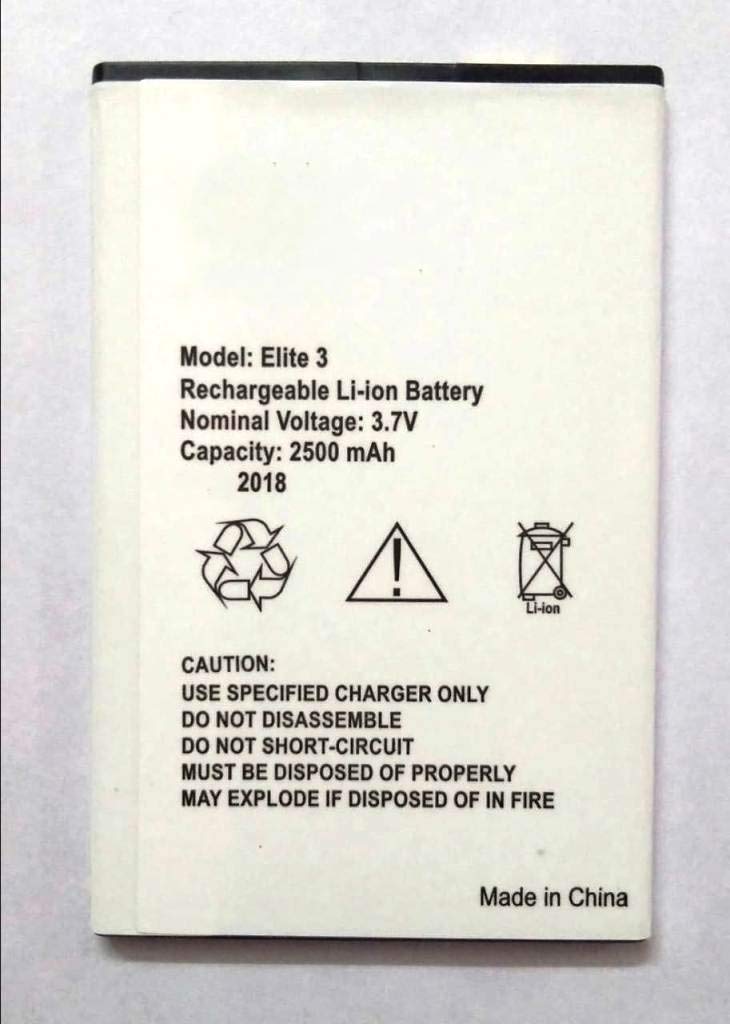 Model: Elite 3
Rechargeable Li-ion Battery
Nominal Voltage: 3.7V
Capacity: 2500 mAh
2018
Li-ion
CAUTION:
USE SPECIFIED CHARGER ONLY
DO NOT DISASSEMBLE
DO NOT SHORT-CIRCUIT
MUST BE DISPOSED OF PROPERLY
MAY EXPLODE IF DISPOSED OF IN FIRE
Made in China